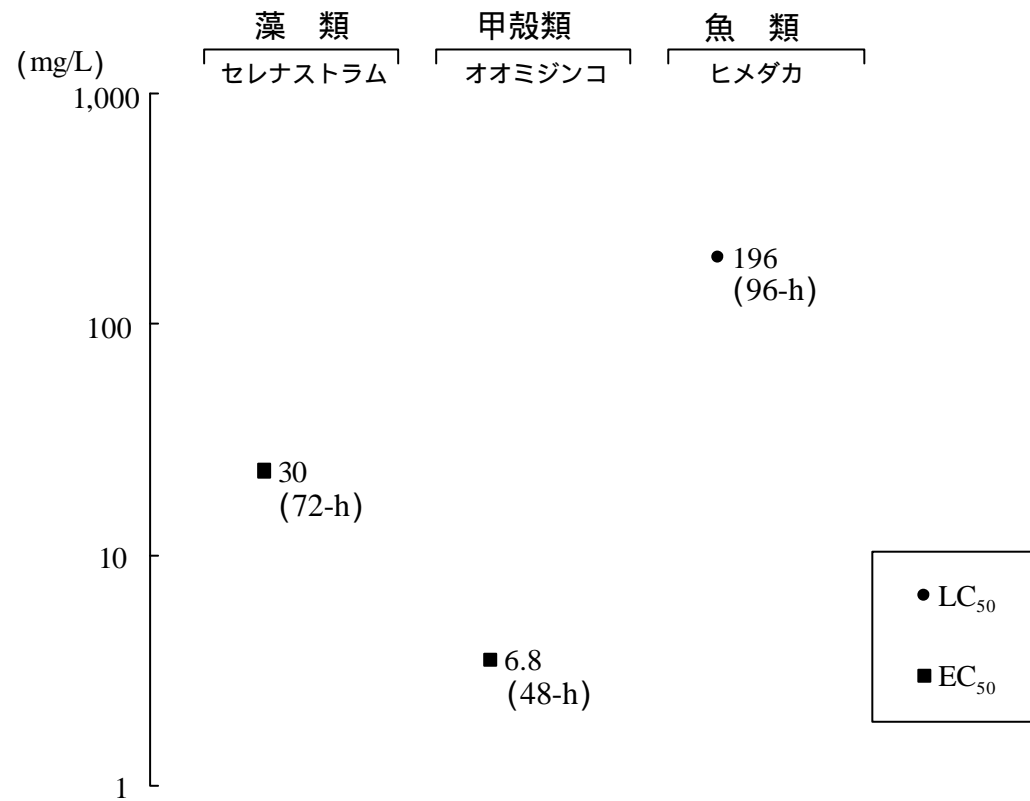 藻 類 甲殻類 魚 類
(mg/L) セレナストラム オオミジンコ ヒメダカ
1,000
196
(96-h)
100
30
(72-h)
10
LC50
6.8
EC50
(48-h)
1